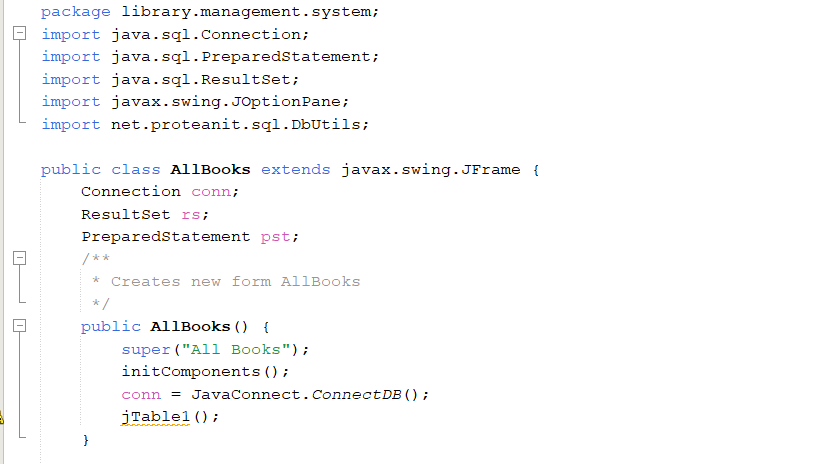 package library.management.system;
import java.sql.Connection;
import java.sql.PreparedStatement;
import java.sql.ResultSet;
import javax.swing.JOptionPane;
import net.proteanit.sql.DbUtils;
public class AllBooks extends javax.swing.JFrame {
Connection conn;
ResultSet rs;
PreparedStatement pst;
/**
* Creates new form AllBooks
*/
public AllBooks() {
super("All Books");
initComponents();
conn = JavaConnect.ConnectDB();
jTable1();
}